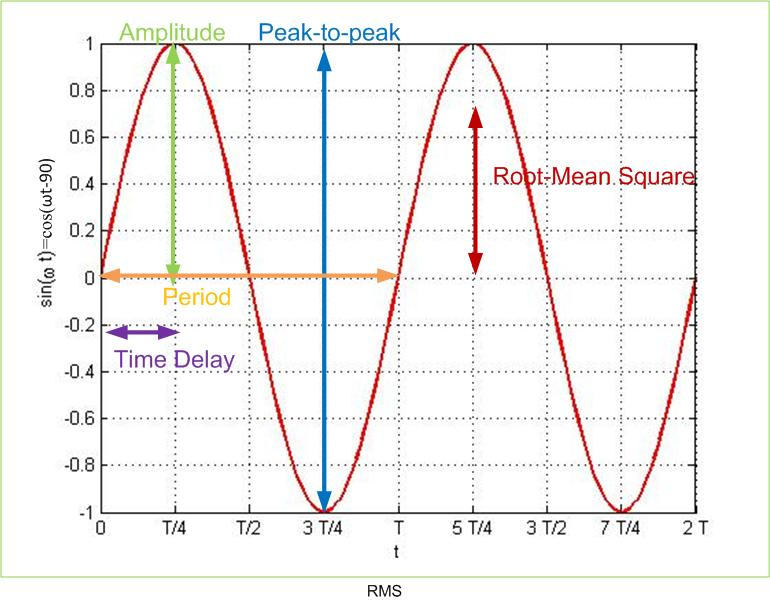 Amplitude
Peak-to-peak
1
0.8
0.6
0.4
0.2
0
-0.2
-0.4
-0.6
-0.8
-1
sin(ω t)=cos(ωt-90)
Root-Mean Square
Period
Time Delay
0
T/4
T/2
3 T/4
T
5 T/4
3 T/2
7 T/4
2 T
t
RMS